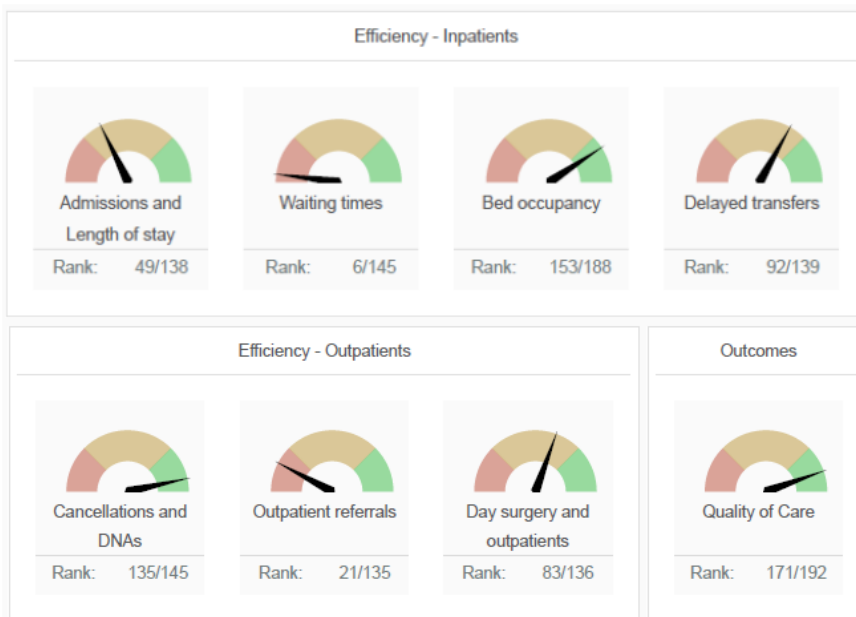 Efficiency - Inpatients
Admissions and
Length of stay
Rank: 49/138
Waiting times
Rank: 6/145
Bed occupancy
Rank: 153/188
Delayed transfers
Rank: 92/139
Efficiency - Outpatients
Cancellations and
DNAs
Rank: 135/145
Outpatient referrals
Rank: 21/135
Day surgery and
outpatients
Rank: 83/136
Outcomes
Quality of Care
Rank: 171/192